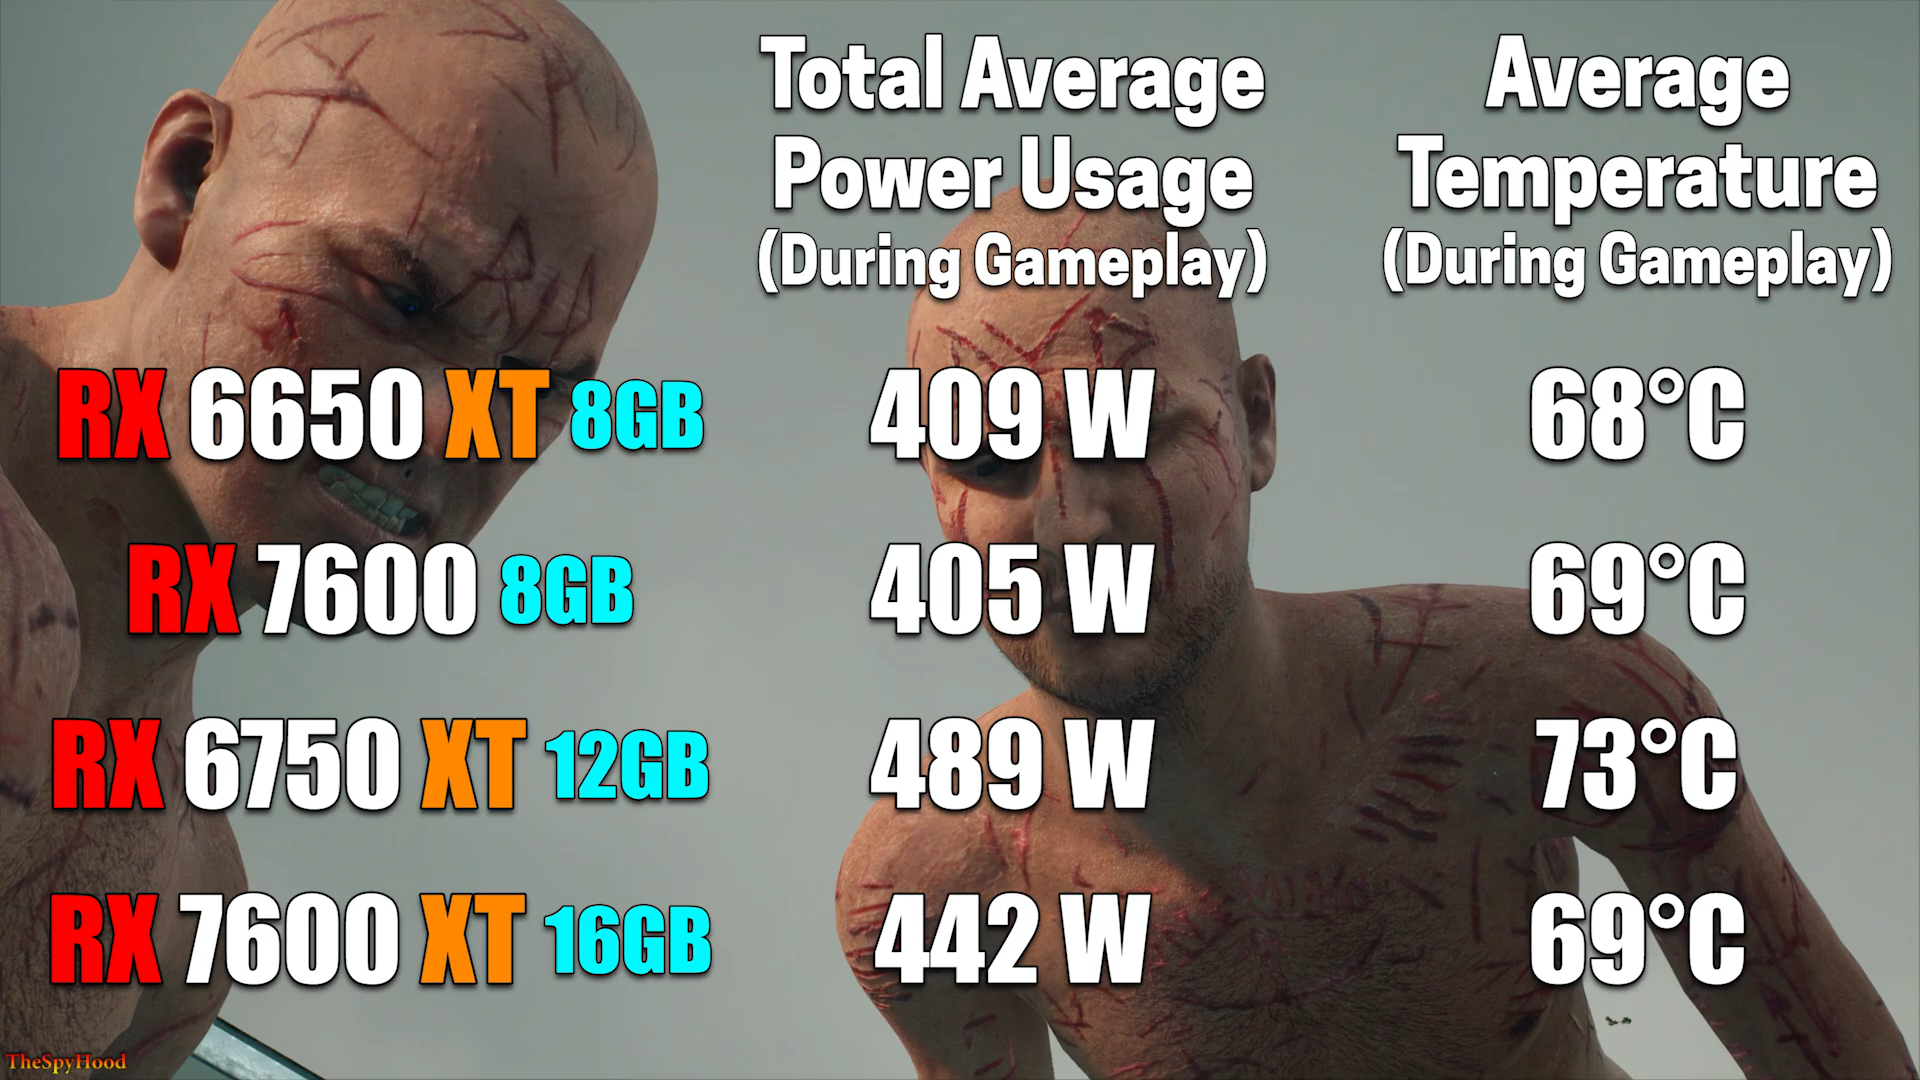 Total Average
Power Usage
(During Gameplay)
Average
Temperature
(During Gameplay)
RX 6650 XT 8GB 409 W 68°C
RX 7600 8GB 405 W 69°C
RX 6750 XT 12GB 489 W 73°C
RX 7600 XT 16GB 442 W 69°C
TheSpyHood